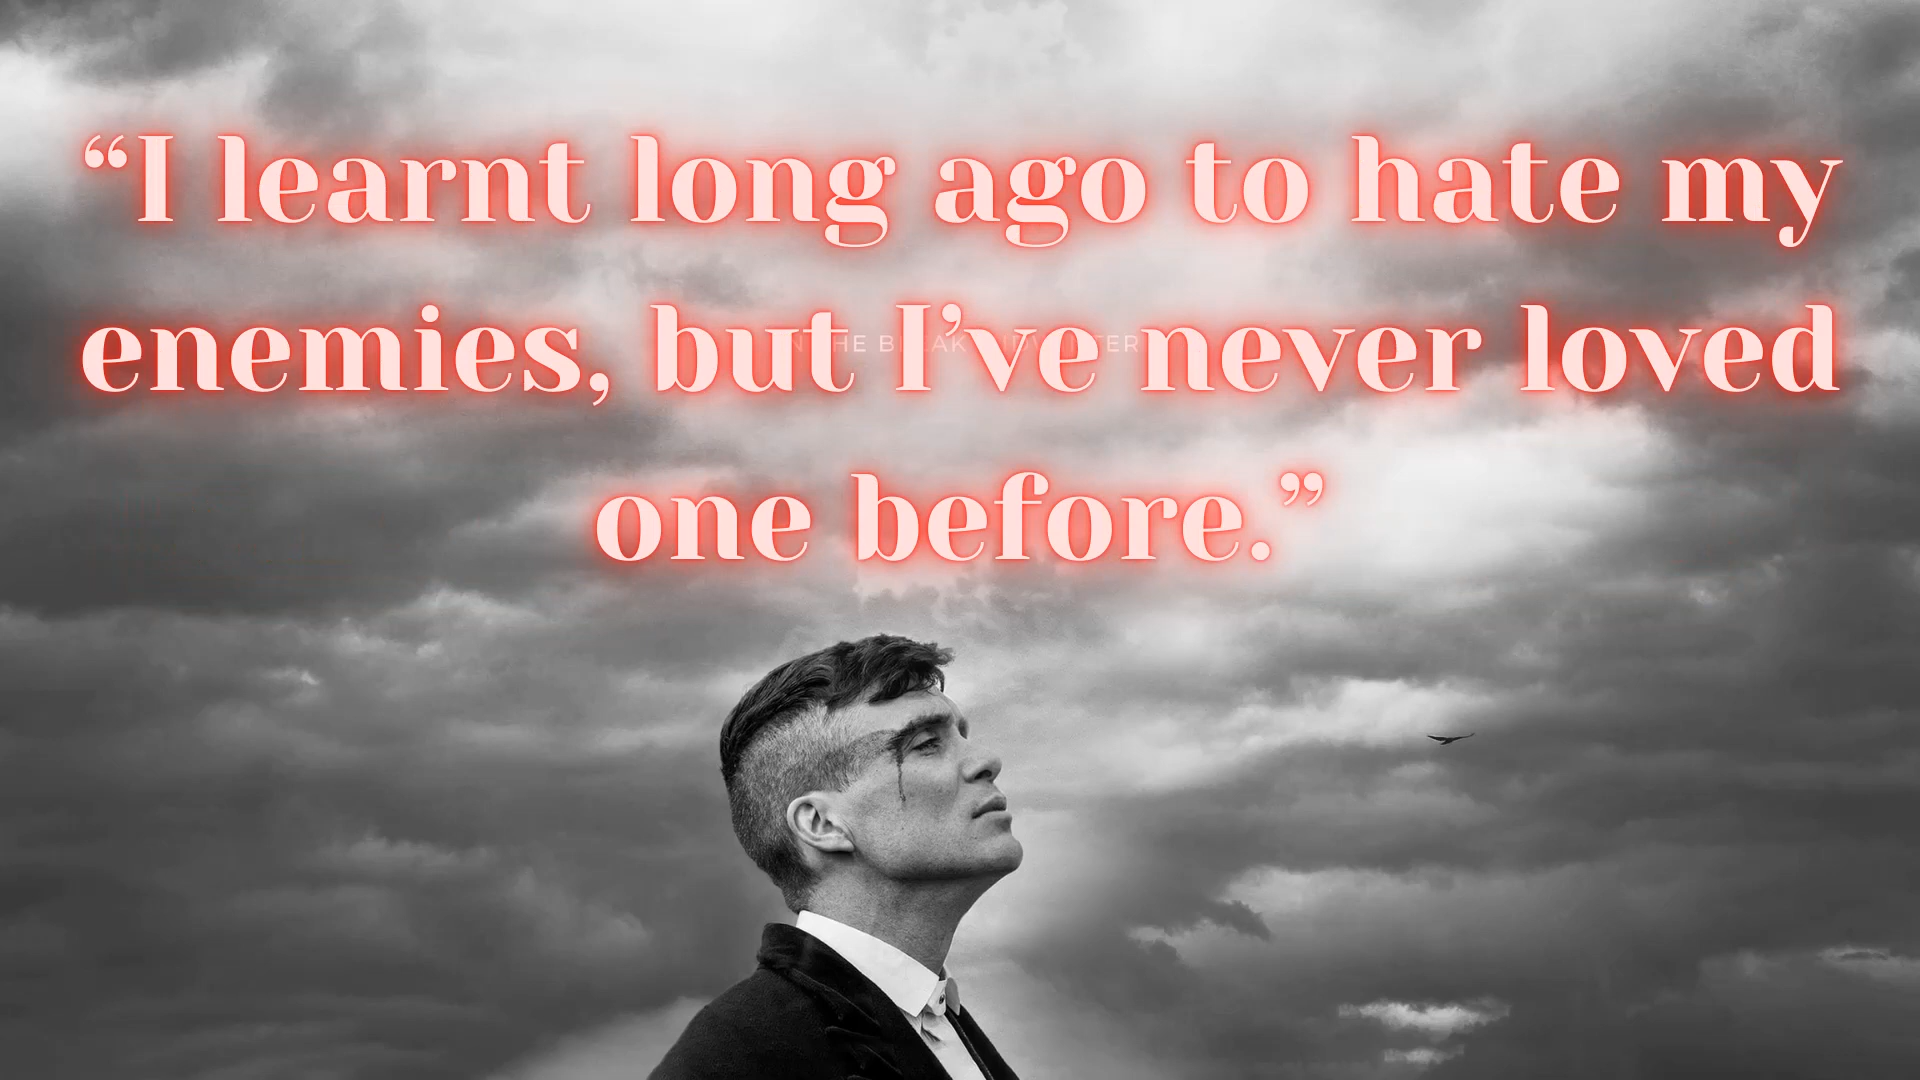 “I learnt long ago to hate my
enemies, but I’ve never loved
one before.”